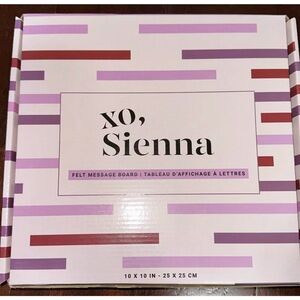 xo,
Sienna
FELT MESSAGE BOARD | TABLEAU D'AFFICHAGE À LETTRES
10 X 10 IN - 25 X 25 CM